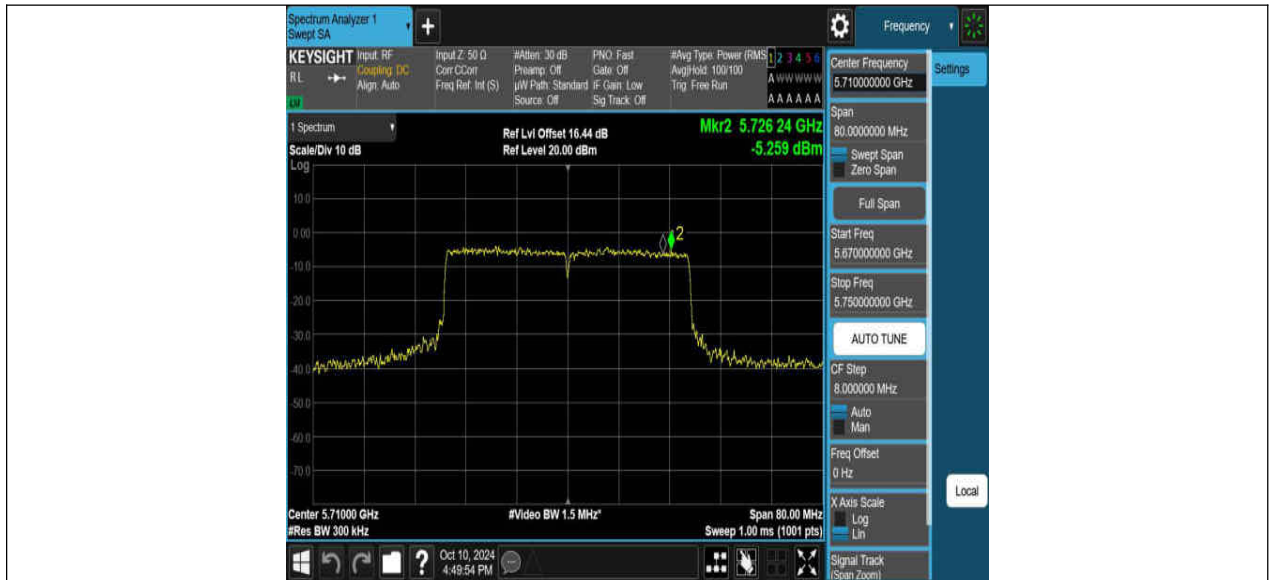 Spectrum Analyzer 1
Swept SA
+
Frequency
KEYSIGHT
RL
Input: RF
Coupling: DC
Align: Auto
Input Z: 50 Ω
Corr CCorr
Freq Ref: Int (S)
#Atten: 30 dB
Preamp: Off
µW Path: Standard
Source: Off
PNO: Fast
Gate: Off
IF Gain: Low
Sig Track: Off
#Avg Type: Power (RMS
Avg|Hold: 100/100
Trig: Free Run
1 2 3 4 5 6
A W W W W W
A A A A A A
1 Spectrum
Scale/Div 10 dB
Ref Lvl Offset 16.44 dB
Ref Level 20.00 dBm
Mkr2 5.726 24 GHz
-5.259 dBm
Log
10.0
0.00
-10.0
-20.0
-30.0
-40.0
-50.0
-60.0
-70.0
2
Center 5.71000 GHz
#Res BW 300 kHz
#Video BW 1.5 MHz*
Span 80.00 MHz
Sweep 1.00 ms (1001 pts)
Center Frequency
5.710000000 GHz
Settings
Span
80.0000000 MHz
Swept Span
Zero Span
Full Span
Start Freq
5.670000000 GHz
Stop Freq
5.750000000 GHz
AUTO TUNE
CF Step
8.000000 MHz
Auto
Man
Freq Offset
0 Hz
X Axis Scale
Log
Lin
Signal Track
(Span Zoom)
Local
?
Oct 10, 2024
4:49:54 PM